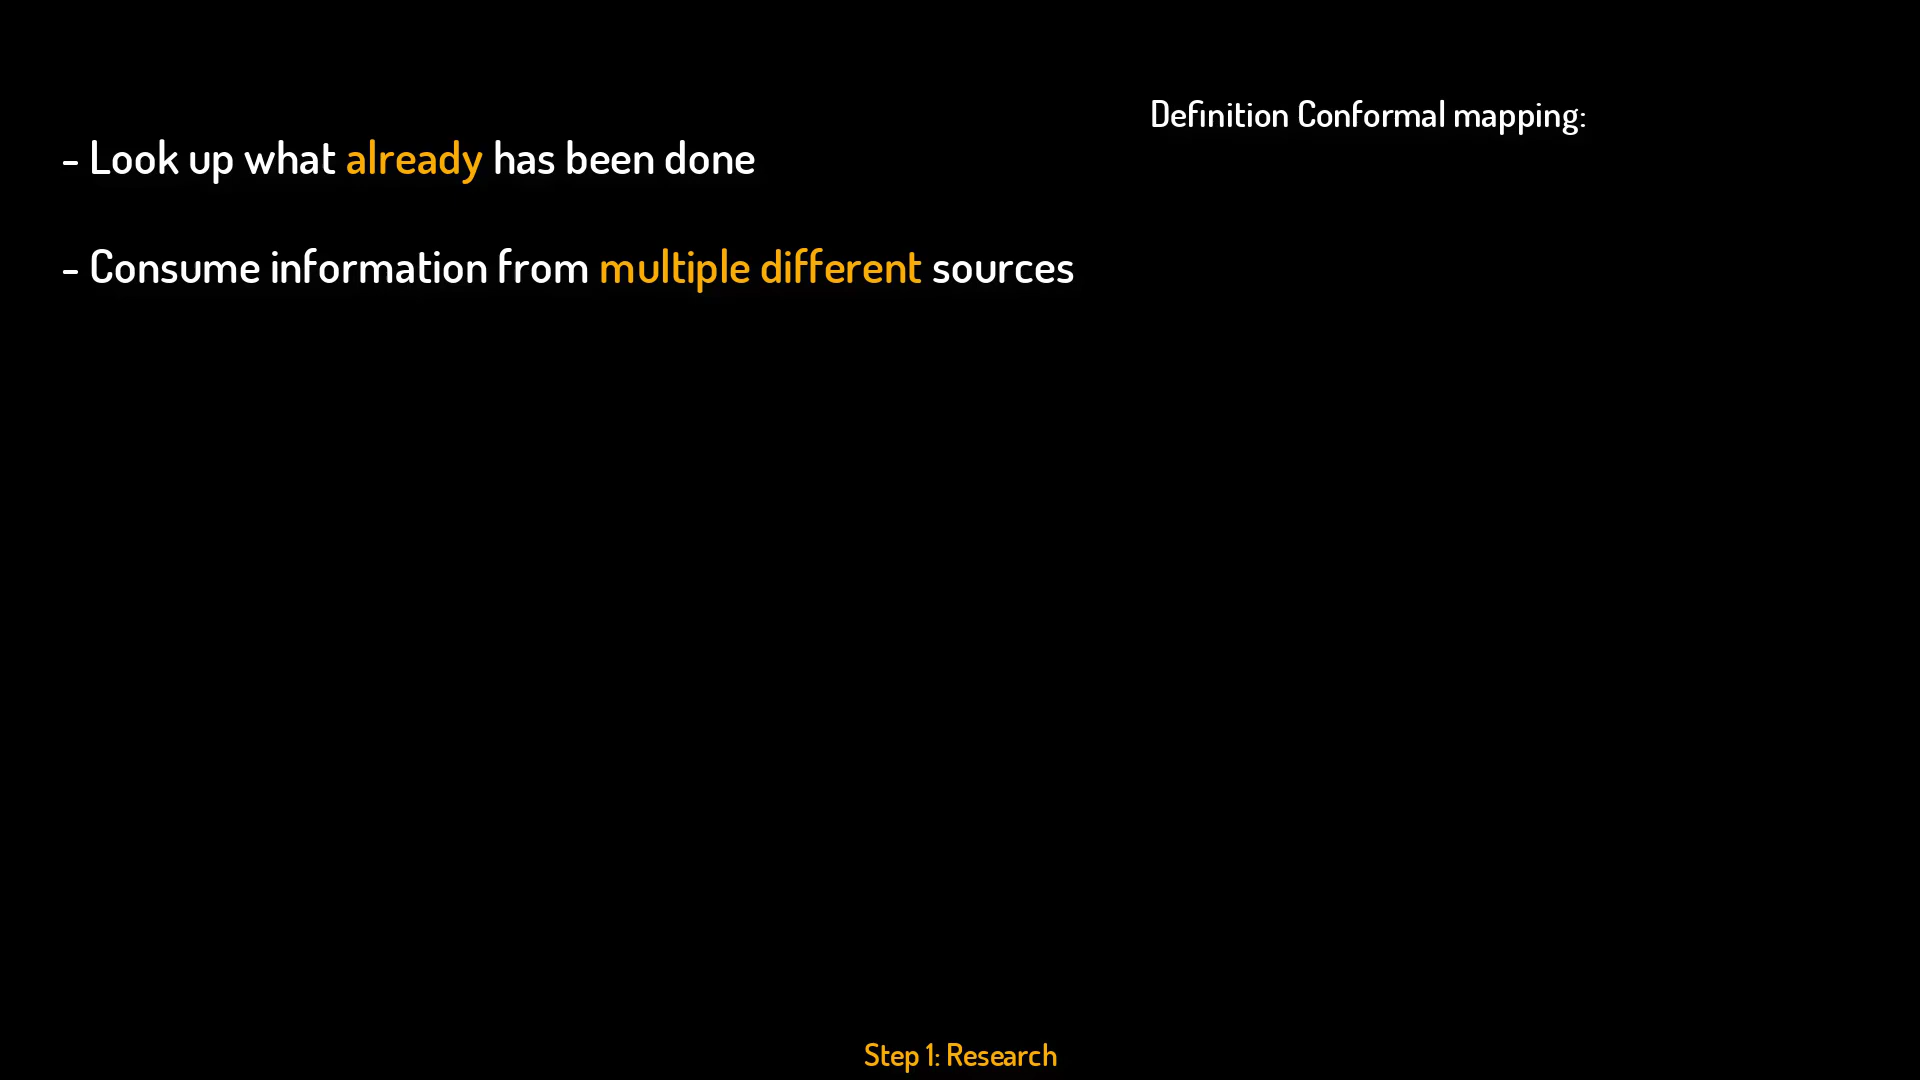 Definition Conformal mapping:
- Look up what already has been done
- Consume information from multiple different sources
Step 1: Research